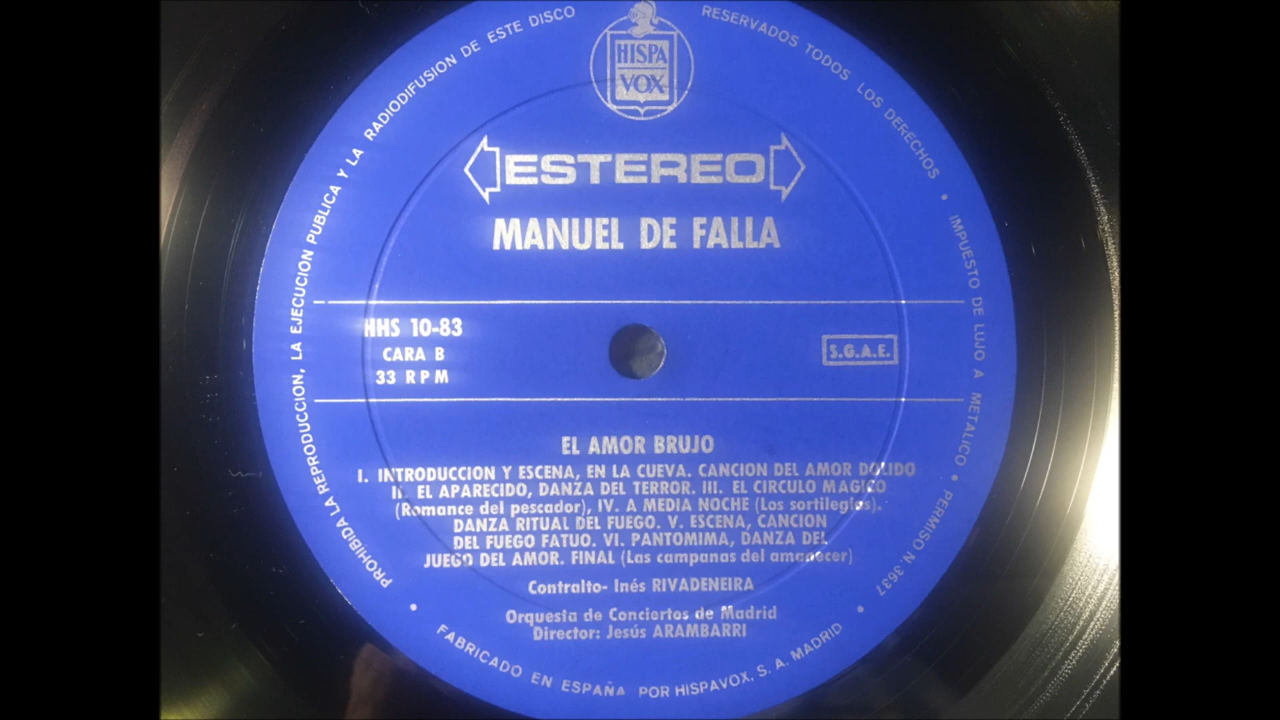 PROHIBIDA LA REPRODUCCION, LA EJECUCION PUBLICA Y LA RADIODIFUSION DE ESTE DISCO
RESERVADOS TODOS LOS DERECHOS • IMPUESTO DE LUJO A METALICO • PERMISO N 3637
HISPA
VOX
ESTEREO
MANUEL DE FALLA
HHS 10-83
CARA B
33 RPM
S.G.A.E.
EL AMOR BRUJO
I. INTRODUCCION Y ESCENA, EN LA CUEVA. CANCION DEL AMOR DOLIDO
II. EL APARECIDO, DANZA DEL TERROR. III. EL CIRCULO MAGICO
(Romance del pescador), IV. A MEDIA NOCHE (Los sortilegios).
DANZA RITUAL DEL FUEGO. V. ESCENA, CANCION
DEL FUEGO FATUO. VI. PANTOMIMA, DANZA DEL
JUEGO DEL AMOR. FINAL (Las campanas del amanecer)
Contralto- Inés RIVADENEIRA
Orquesta de Conciertos de Madrid
Director: Jesús ARAMBARRI
• FABRICADO EN ESPAÑA POR HISPAVOX, S. A. MADRID •